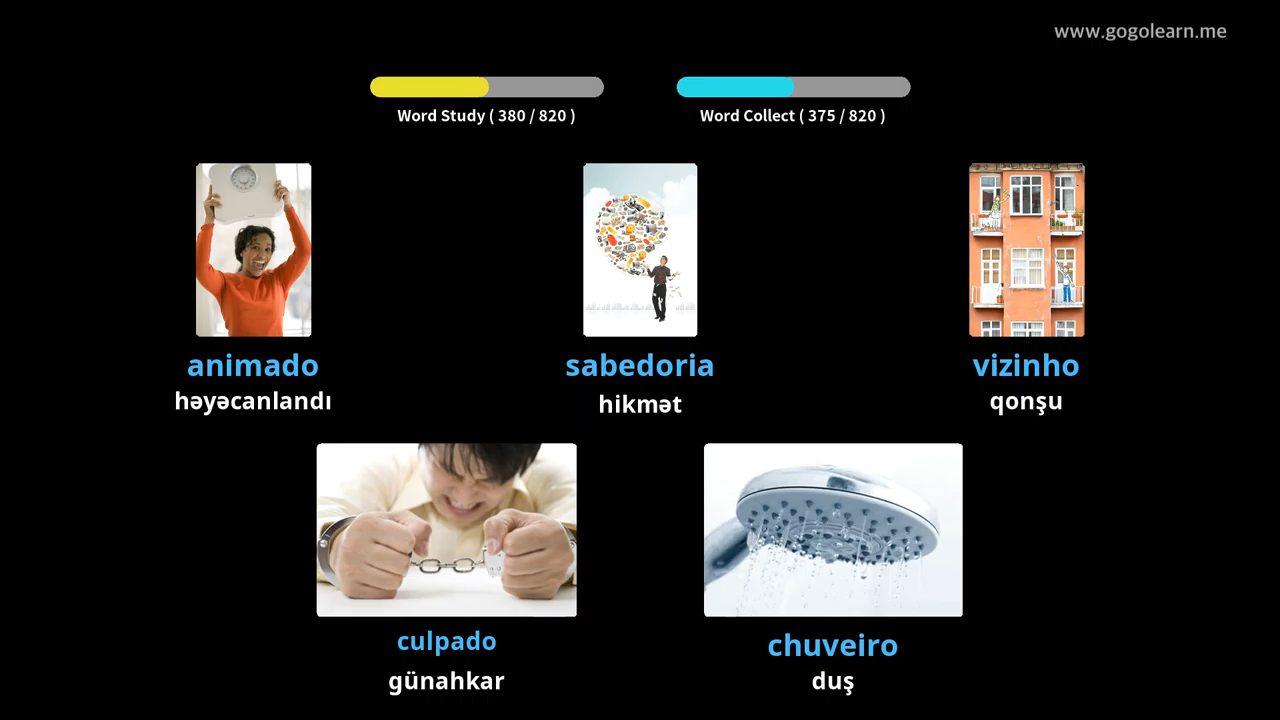 www.gogolearn.me
Word Study ( 380 / 820 )
Word Collect ( 375 / 820 )
animado
həyəcanlandı
sabedoria
hikmət
vizinho
qonşu
culpado
günahkar
chuveiro
duş